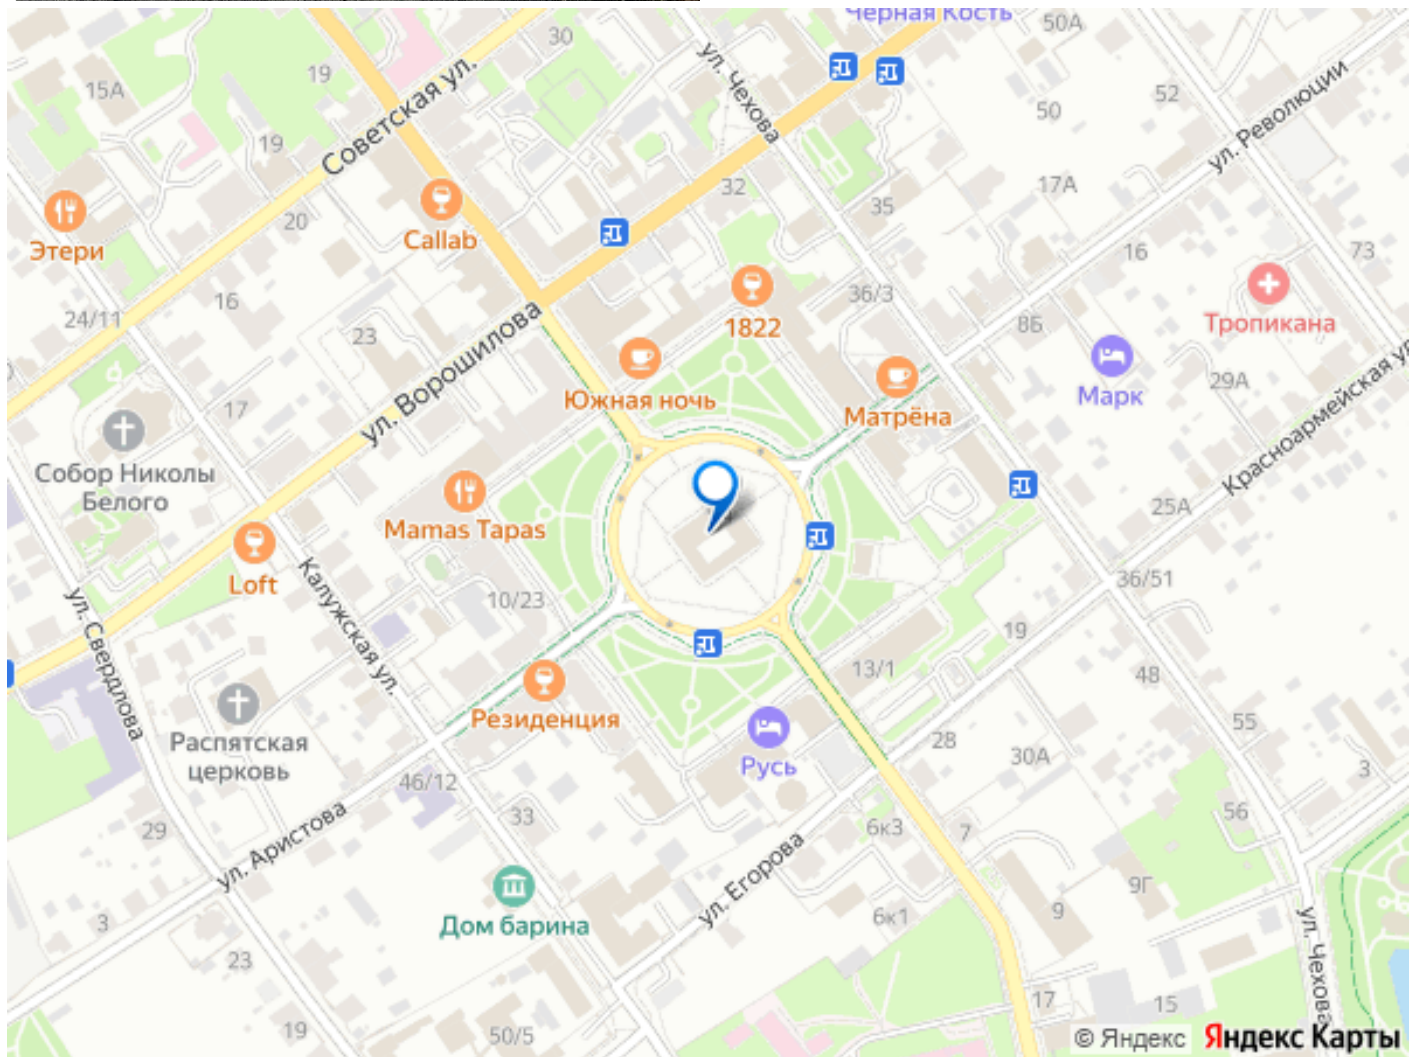 Черная Кость
50А
30
ул. Чехова
19
15А
Советская ул.
52
50
ул. Революции
19
32
17А
35
Этери
20
Callab
16
73
24/11
16
36/3
1822
8Б
Тропикана
23
ул. Ворошилова
Южная ночь
Матрёна
Марк
29А
17
Красноармейская ул
Собор Николы
Белого
Mamas Tapas
25А
Loft
10/23
36/51
Калужская ул.
ул. Свердлова
19
13/1
48
Резиденция
55
Распятская
церковь
28
30А
Русь
3
46/12
33
56
29
ул. Аристова
6к3
7
ул. Егорова
9Г
Дом барина
9
6к1
3
23
ул. Чехова
17
15
19
50/5
© Яндекс Яндекс Карты